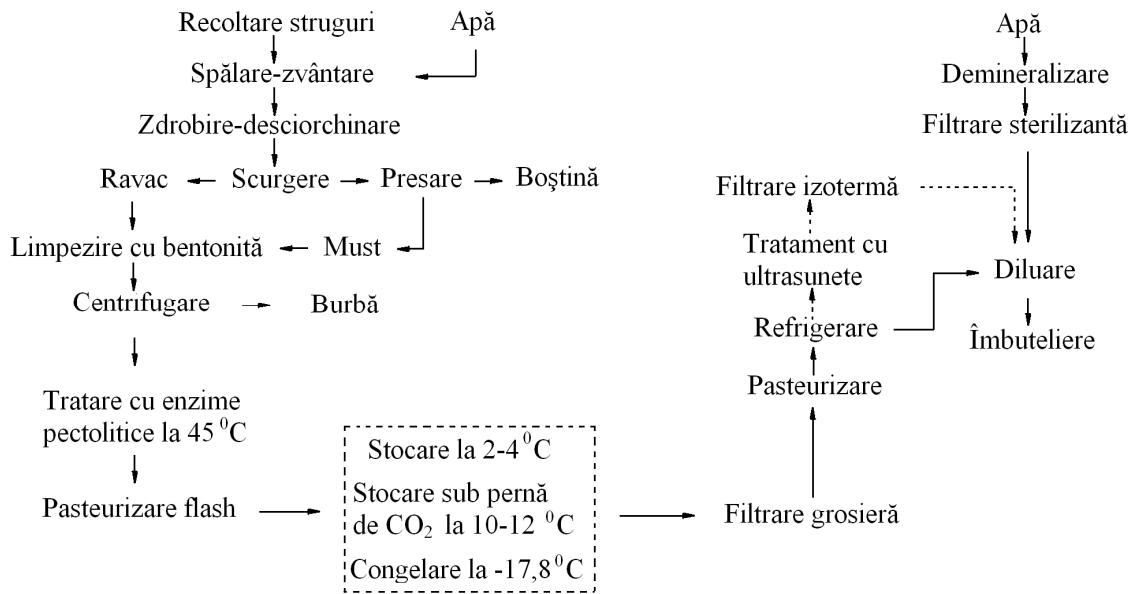 Recoltare struguri
Apă
Spălare-zvântare
Zdrobire-desciorchinare
Ravac
Scurgere
Presare
Boştină
Limpezire cu bentonită
Must
Centrifugare
Burbă
Tratare cu enzime
pectolitice la 45 ⁰C
Pasteurizare flash
Stocare la 2-4 ⁰C
Stocare sub pernă
de CO₂ la 10-12 ⁰C
Congelare la -17,8 ⁰C
Filtrare grosieră
Pasteurizare
Refrigerare
Tratament cu
ultrasunete
Filtrare izotermă
Apă
Demineralizare
Filtrare sterilizantă
Diluare
Îmbuteliere